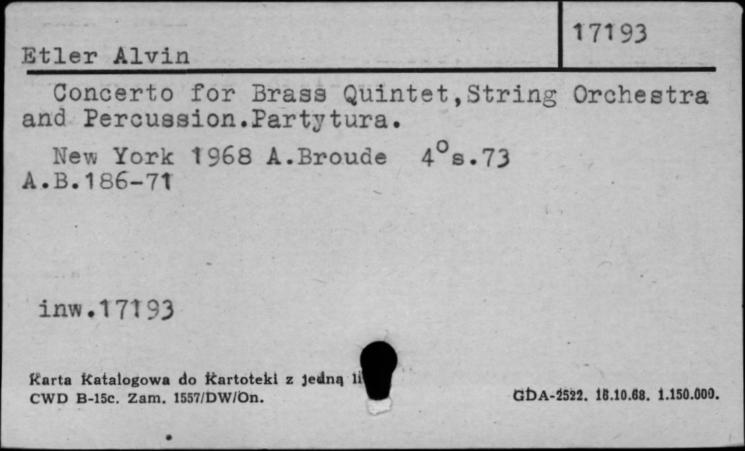 17193
Etler Alvin
Concerto for Brass Quintet,String Orchestra
and Percussion.Partytura.
New York 1968 A.Broude 4°s.73
A.B.186-71
inw.17193
Karta Katalogowa do Kartoteki z jedną
CWD B-15c. Zam. 1557/DW/On.
GDA-2522. 16.10.68. 1.150.000.